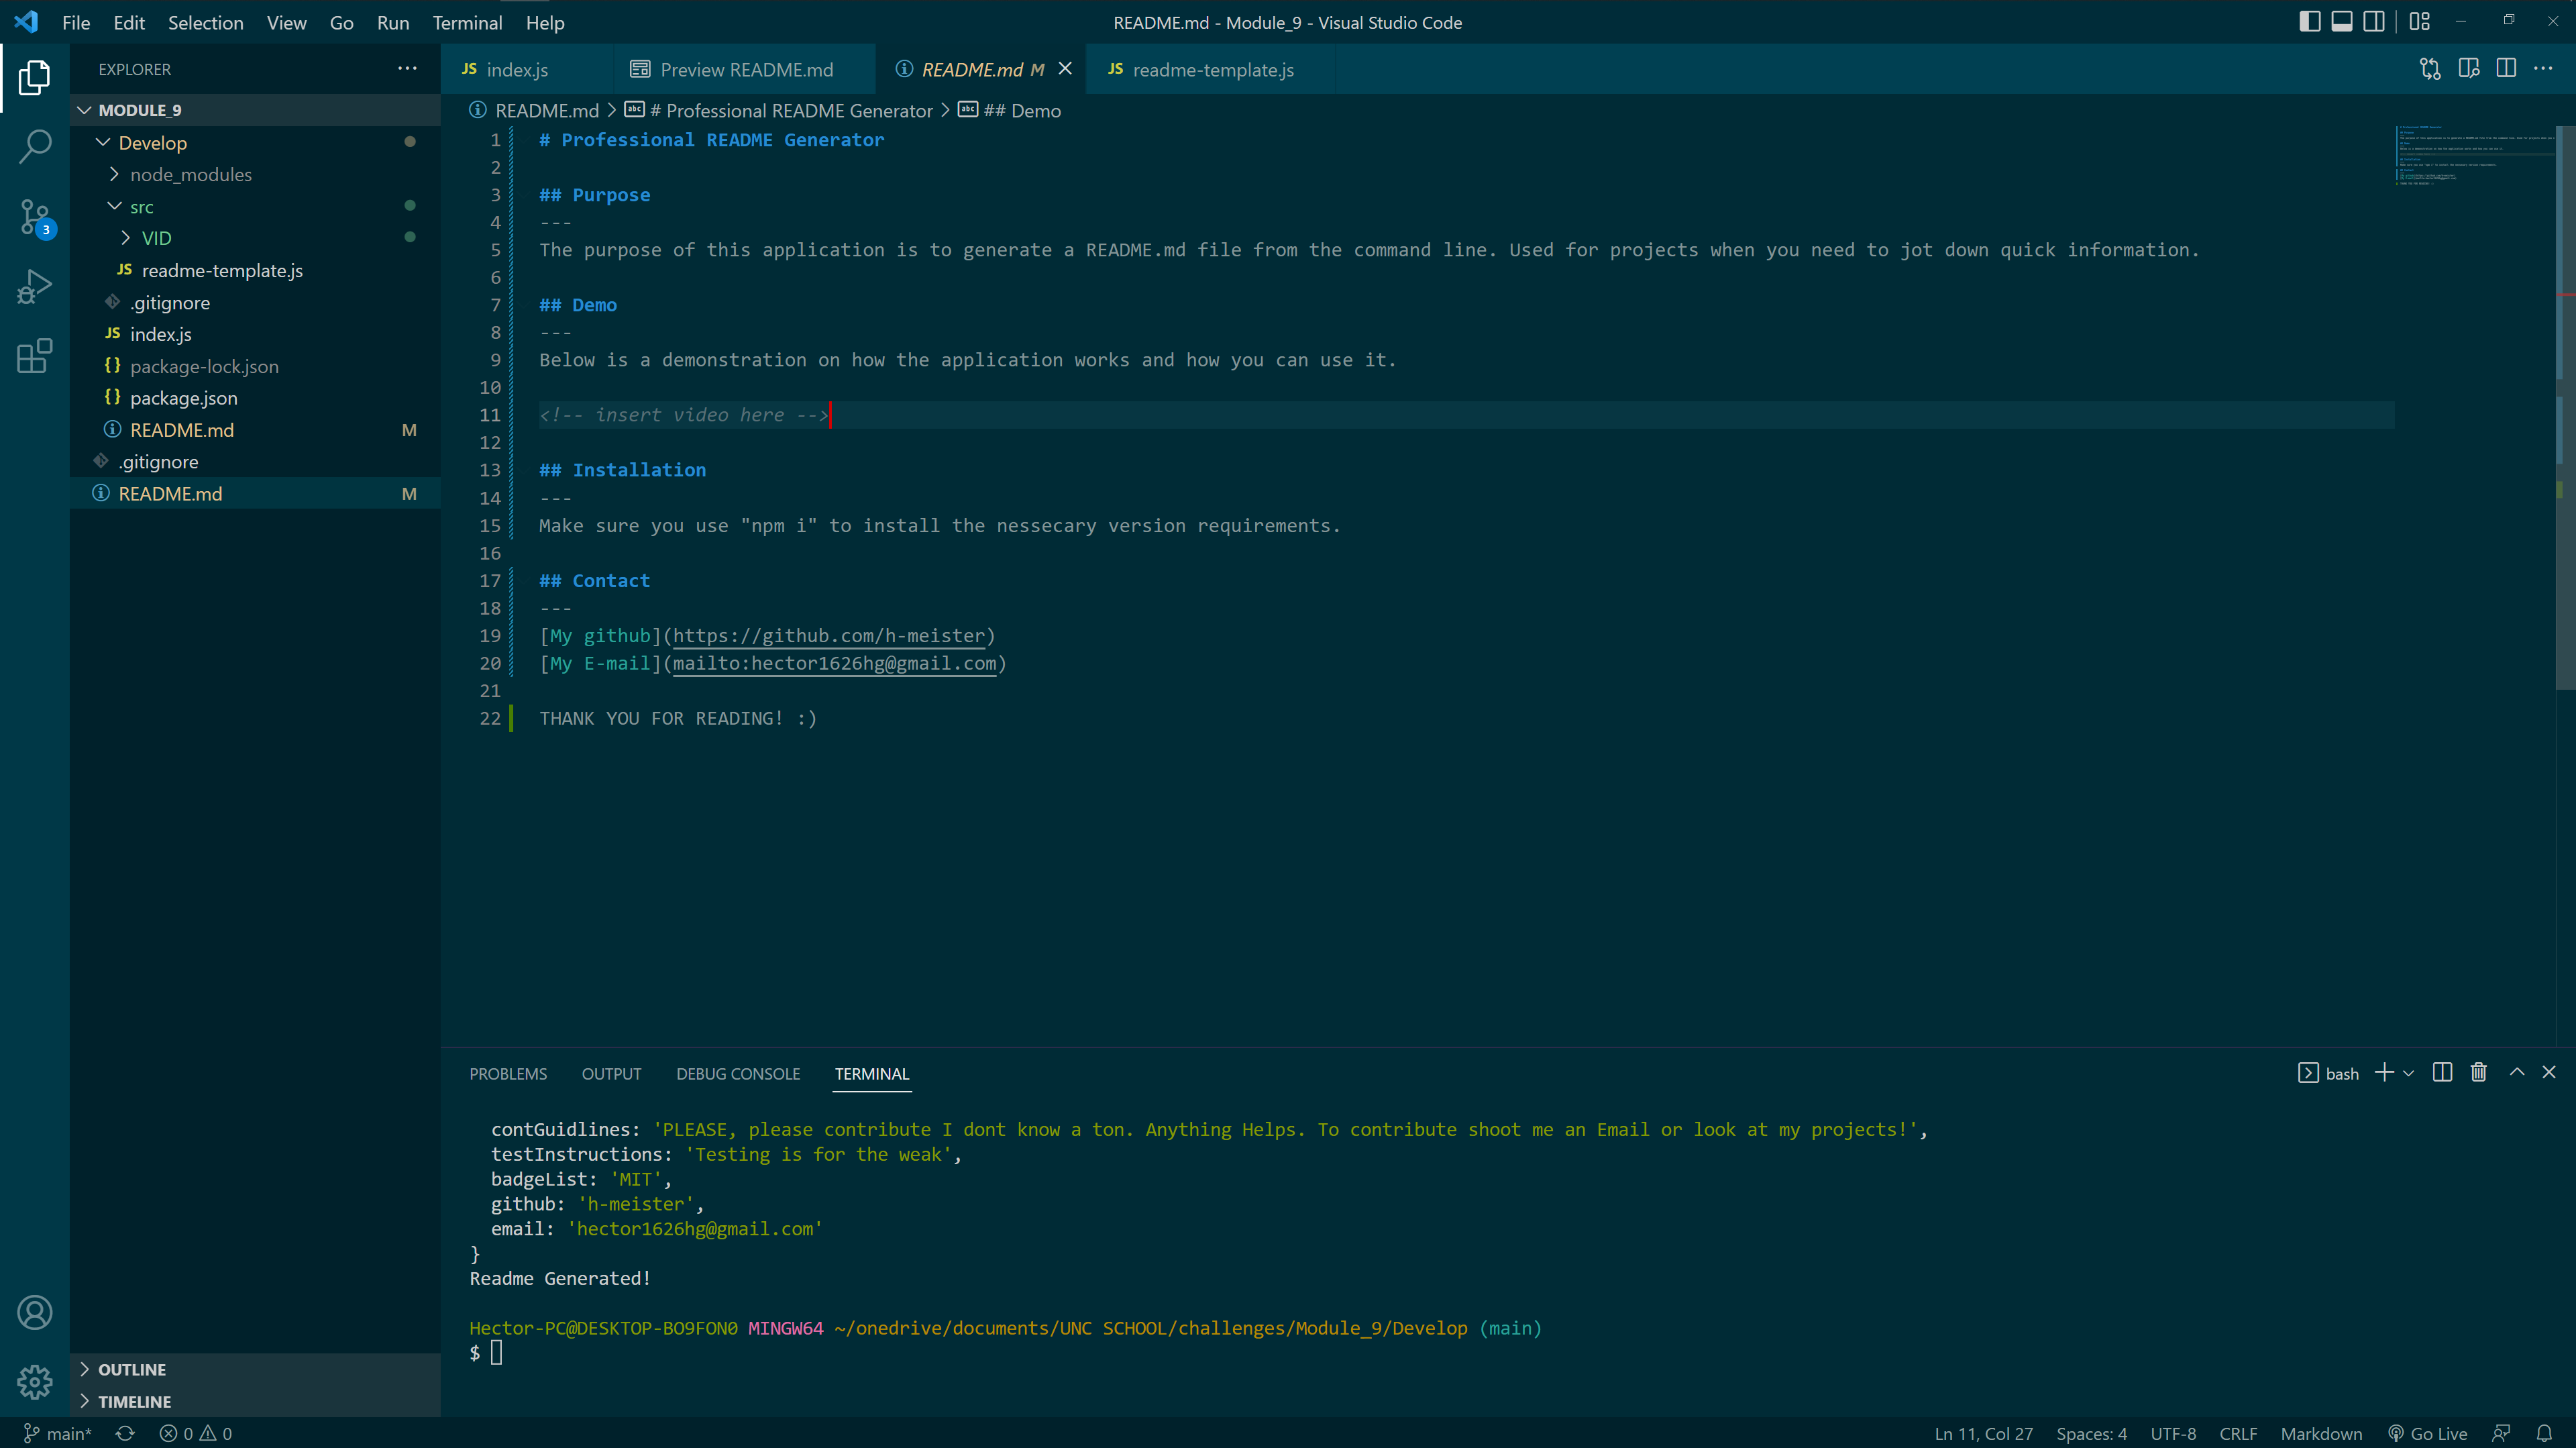 File Edit Selection View Go Run Terminal Help
README.md - Module_9 - Visual Studio Code
EXPLORER
JS index.js
Preview README.md
README.md M
JS readme-template.js
MODULE_9
Develop
node_modules
src
VID
JS readme-template.js
.gitignore
JS index.js
{} package-lock.json
{} package.json
README.md M
.gitignore
README.md M
3
README.md > # Professional README Generator > ## Demo
1 # Professional README Generator
2
3 ## Purpose
4 ---
5 The purpose of this application is to generate a README.md file from the command line. Used for projects when you need to jot down quick information.
6
7 ## Demo
8 ---
9 Below is a demonstration on how the application works and how you can use it.
10
11 <!-- insert video here -->
12
13 ## Installation
14 ---
15 Make sure you use "npm i" to install the nessecary version requirements.
16
17 ## Contact
18 ---
19 [My github](https://github.com/h-meister)
20 [My E-mail](mailto:hector1626hg@gmail.com)
21
22 THANK YOU FOR READING! :)
PROBLEMS OUTPUT DEBUG CONSOLE TERMINAL
bash
contGuidlines: 'PLEASE, please contribute I dont know a ton. Anything Helps. To contribute shoot me an Email or look at my projects!',
testInstructions: 'Testing is for the weak',
badgeList: 'MIT',
github: 'h-meister',
email: 'hector1626hg@gmail.com'
}
Readme Generated!
Hector-PC@DESKTOP-BO9FON0 MINGW64 ~/onedrive/documents/UNC SCHOOL/challenges/Module_9/Develop (main)
$
OUTLINE
TIMELINE
main* 0 0
Ln 11, Col 27 Spaces: 4 UTF-8 CRLF Markdown Go Live